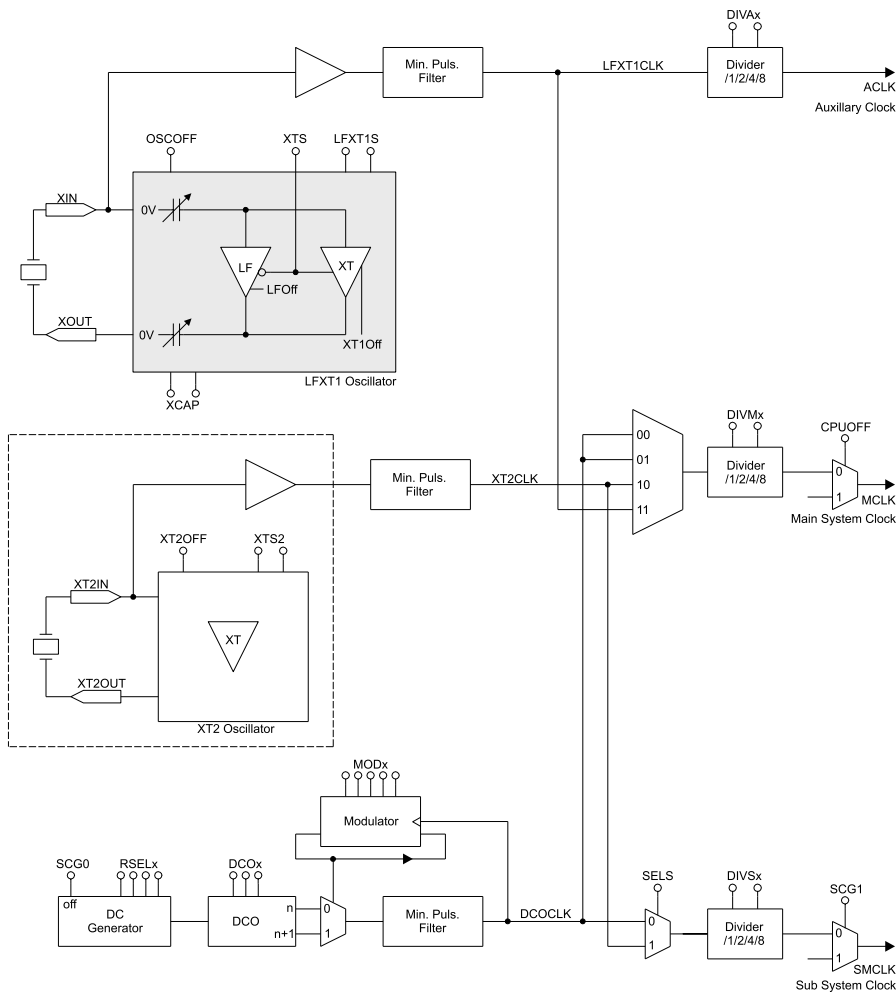 DIVAx
Min. Puls.
Filter
LFXT1CLK
Divider
/1/2/4/8
ACLK
Auxillary Clock
OSCOFF
XTS
LFXT1S
XIN
0V
LF
XT
LFOff
XOUT
0V
XT1Off
LFXT1 Oscillator
XCAP
DIVMx
CPUOFF
00
01
10
11
Min. Puls.
Filter
XT2CLK
Divider
/1/2/4/8
0
1
MCLK
Main System Clock
XT2OFF
XTS2
XT2IN
XT
XT2OUT
XT2 Oscillator
MODx
Modulator
SCG0
RSELx
DCOx
off
DC
Generator
DCO
n
n+1
0
1
Min. Puls.
Filter
DCOCLK
SELS
0
1
DIVSx
Divider
/1/2/4/8
SCG1
0
1
SMCLK
Sub System Clock